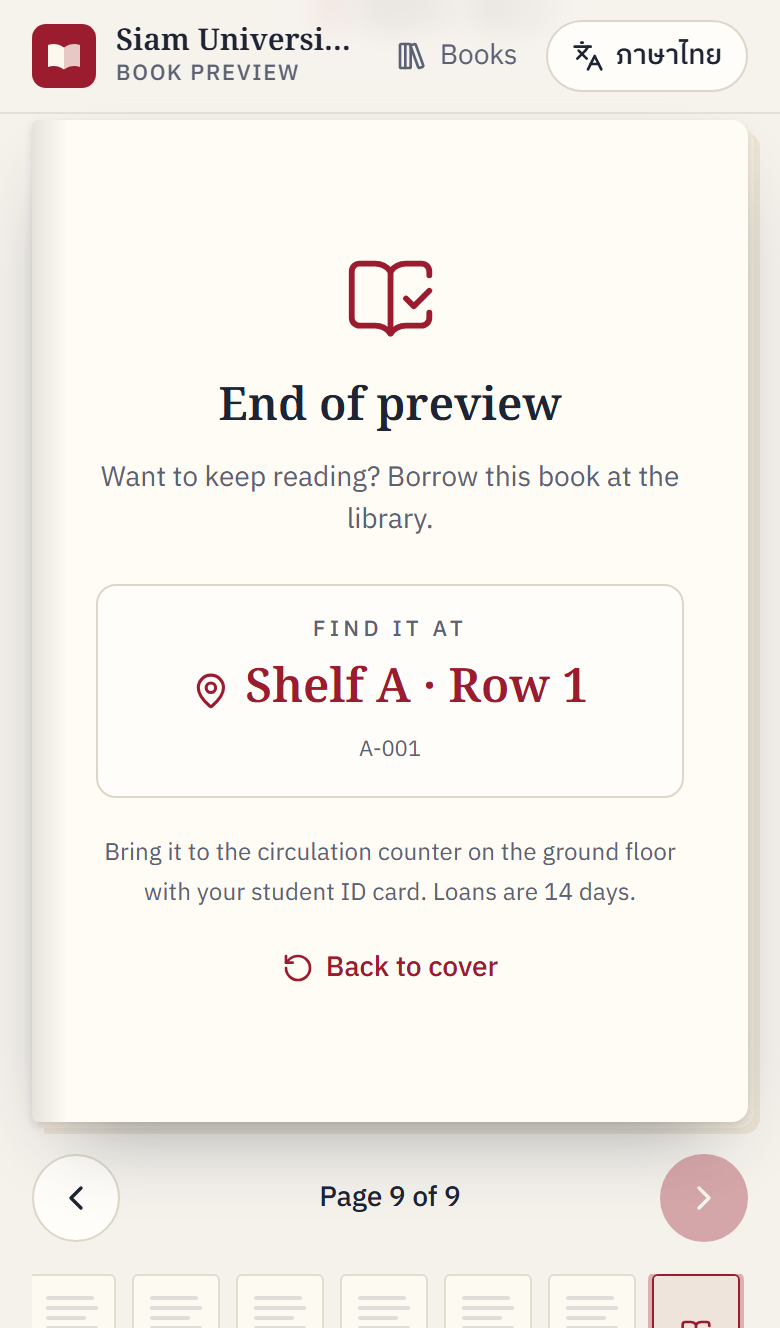 Siam Universi...
BOOK PREVIEW
Books
ภาษาไทย
End of preview
Want to keep reading? Borrow this book at the
library.
FIND IT AT
Shelf A · Row 1
A-001
Bring it to the circulation counter on the ground floor
with your student ID card. Loans are 14 days.
Back to cover
Page 9 of 9